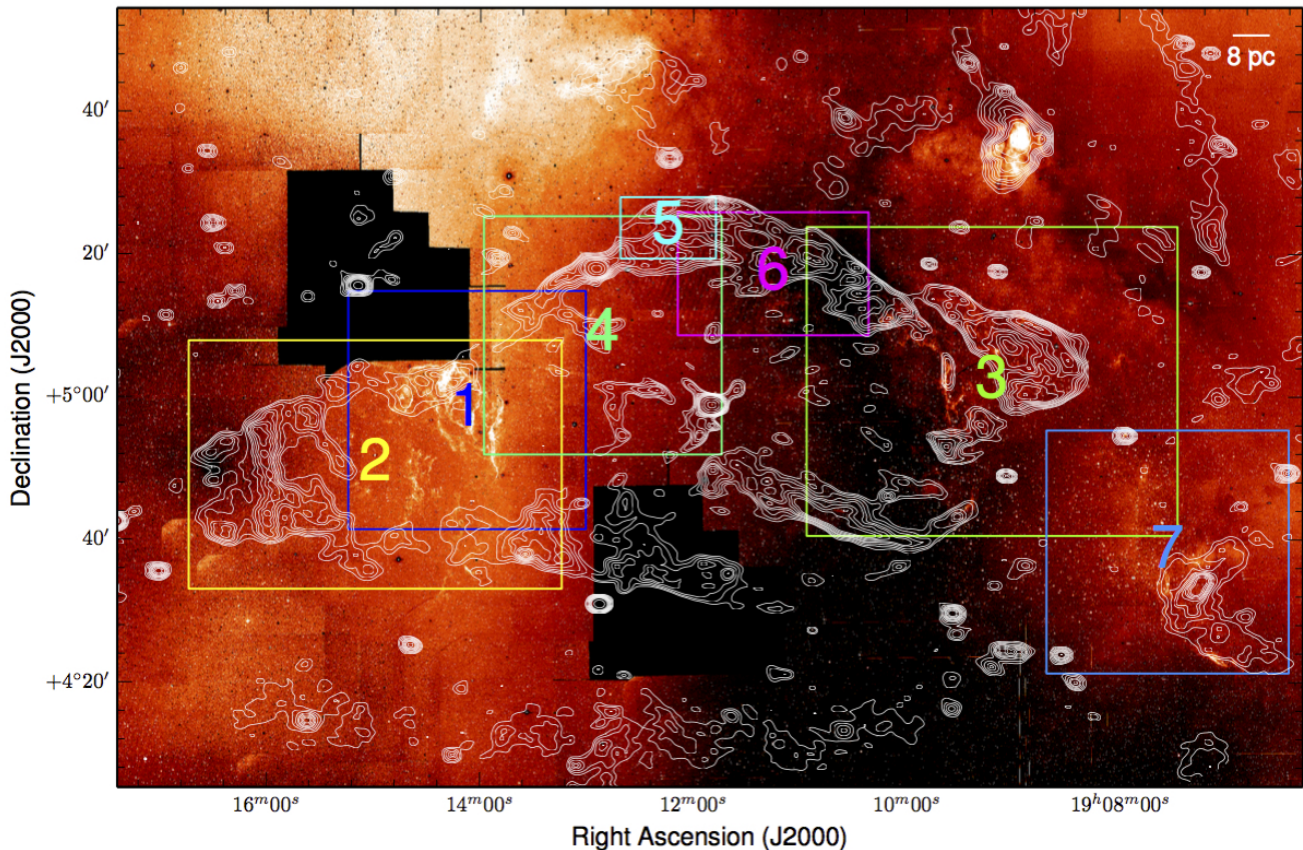 8 pc
40′
20′
+5°00′
40′
+4°20′
5
6
4
3
1
2
7
16ᵐ00ˢ
14ᵐ00ˢ
12ᵐ00ˢ
10ᵐ00ˢ
19ʰ08ᵐ00ˢ
Right Ascension (J2000)
Declination (J2000)